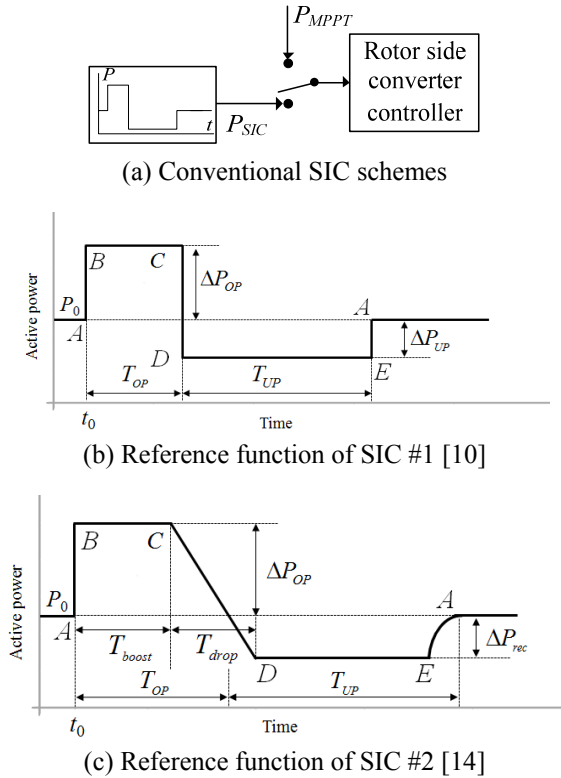 P_MPPT
P
t
P_SIC
Rotor side
converter
controller
(a) Conventional SIC schemes
Active power
P_0
A
B
C
ΔP_OP
D
A
ΔP_UP
E
T_OP
T_UP
t_0
Time
(b) Reference function of SIC #1 [10]
Active power
P_0
A
B
C
ΔP_OP
A
ΔP_rec
T_boost
T_drop
D
E
T_OP
T_UP
t_0
Time
(c) Reference function of SIC #2 [14]